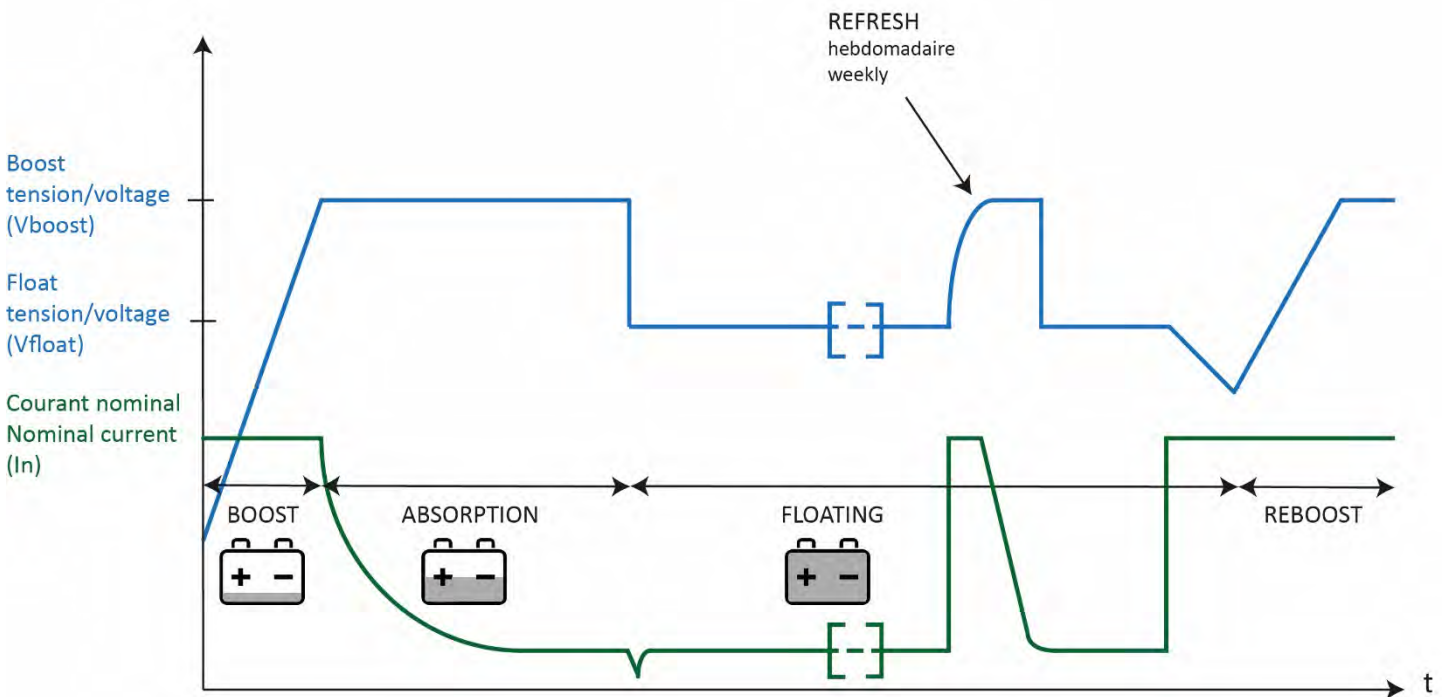 REFRESH
hebdomadaire
weekly
Boost
tension/voltage
(Vboost)
Float
tension/voltage
(Vfloat)
Courant nominal
Nominal current
(In)
BOOST
ABSORPTION
FLOATING
REBOOST
+ −
+ −
+ −
t